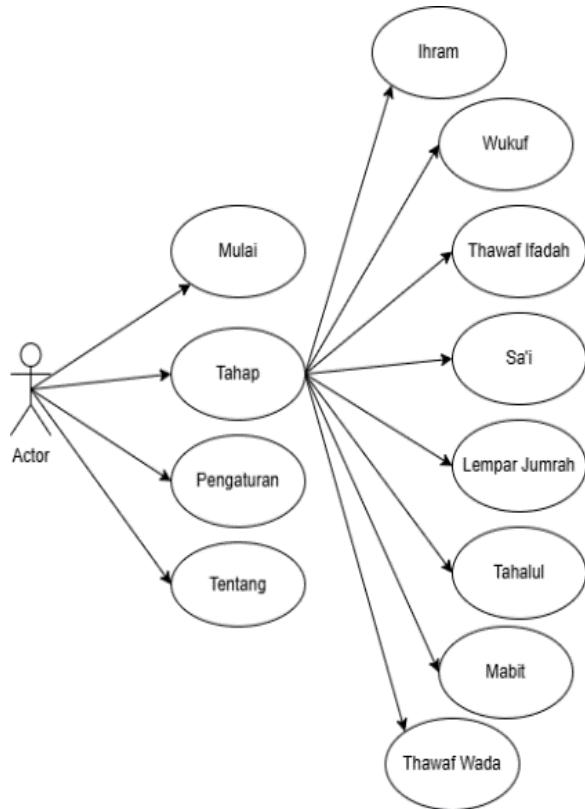 Ihram
Wukuf
Mulai
Thawaf Ifadah
Tahap
Sa'i
Actor
Pengaturan
Lempar Jumrah
Tentang
Tahalul
Mabit
Thawaf Wada